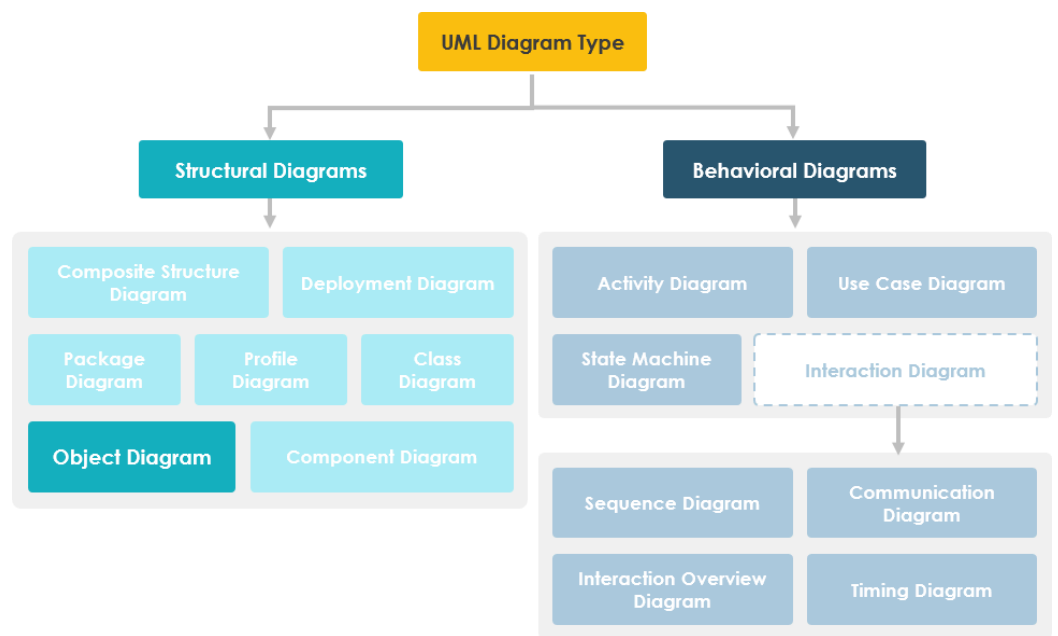 UML Diagram Type
Structural Diagrams
Behavioral Diagrams
Composite Structure
Diagram
Deployment Diagram
Package
Diagram
Profile
Diagram
Class
Diagram
Object Diagram
Component Diagram
Activity Diagram
Use Case Diagram
State Machine
Diagram
Interaction Diagram
Sequence Diagram
Communication
Diagram
Interaction Overview
Diagram
Timing Diagram